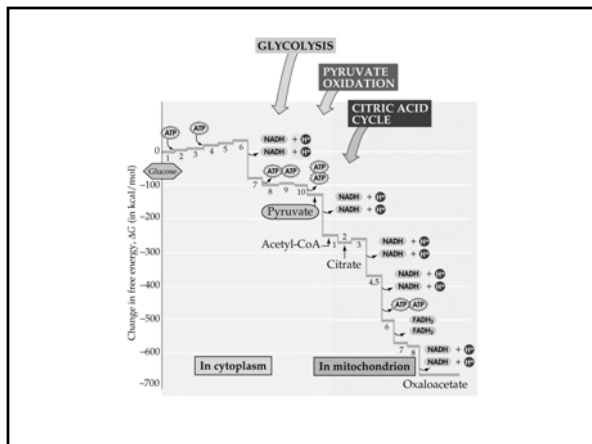 GLYCOLYSIS
PYRUVATE
OXIDATION
CITRIC ACID
CYCLE
Change in free energy, ΔG (in kcal/mol)
0
–100
–200
–300
–400
–500
–600
–700
ATP
ATP
1
2
3
4
5
6
Glucose
NADH + H⁺
NADH + H⁺
7
8
9
10
ATP ATP
ATP
ATP
Pyruvate
NADH + H⁺
NADH + H⁺
Acetyl-CoA
1
2
3
Citrate
NADH + H⁺
NADH + H⁺
4,5
NADH + H⁺
NADH + H⁺
ATP ATP
6
FADH₂
FADH₂
7
8
NADH + H⁺
NADH + H⁺
Oxaloacetate
In cytoplasm
In mitochondrion